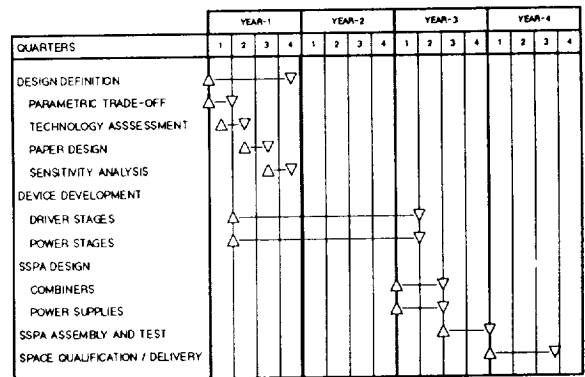 YEAR-1 YEAR-2 YEAR-3 YEAR-4
QUARTERS 1 2 3 4 1 2 3 4 1 2 3 4 1 2 3 4
DESIGN DEFINITION
PARAMETRIC TRADE-OFF
TECHNOLOGY ASSSESSMENT
PAPER DESIGN
SENSITIVITY ANALYSIS
DEVICE DEVELOPMENT
DRIVER STAGES
POWER STAGES
SSPA DESIGN
COMBINERS
POWER SUPPLIES
SSPA ASSEMBLY AND TEST
SPACE QUALIFICATION / DELIVERY